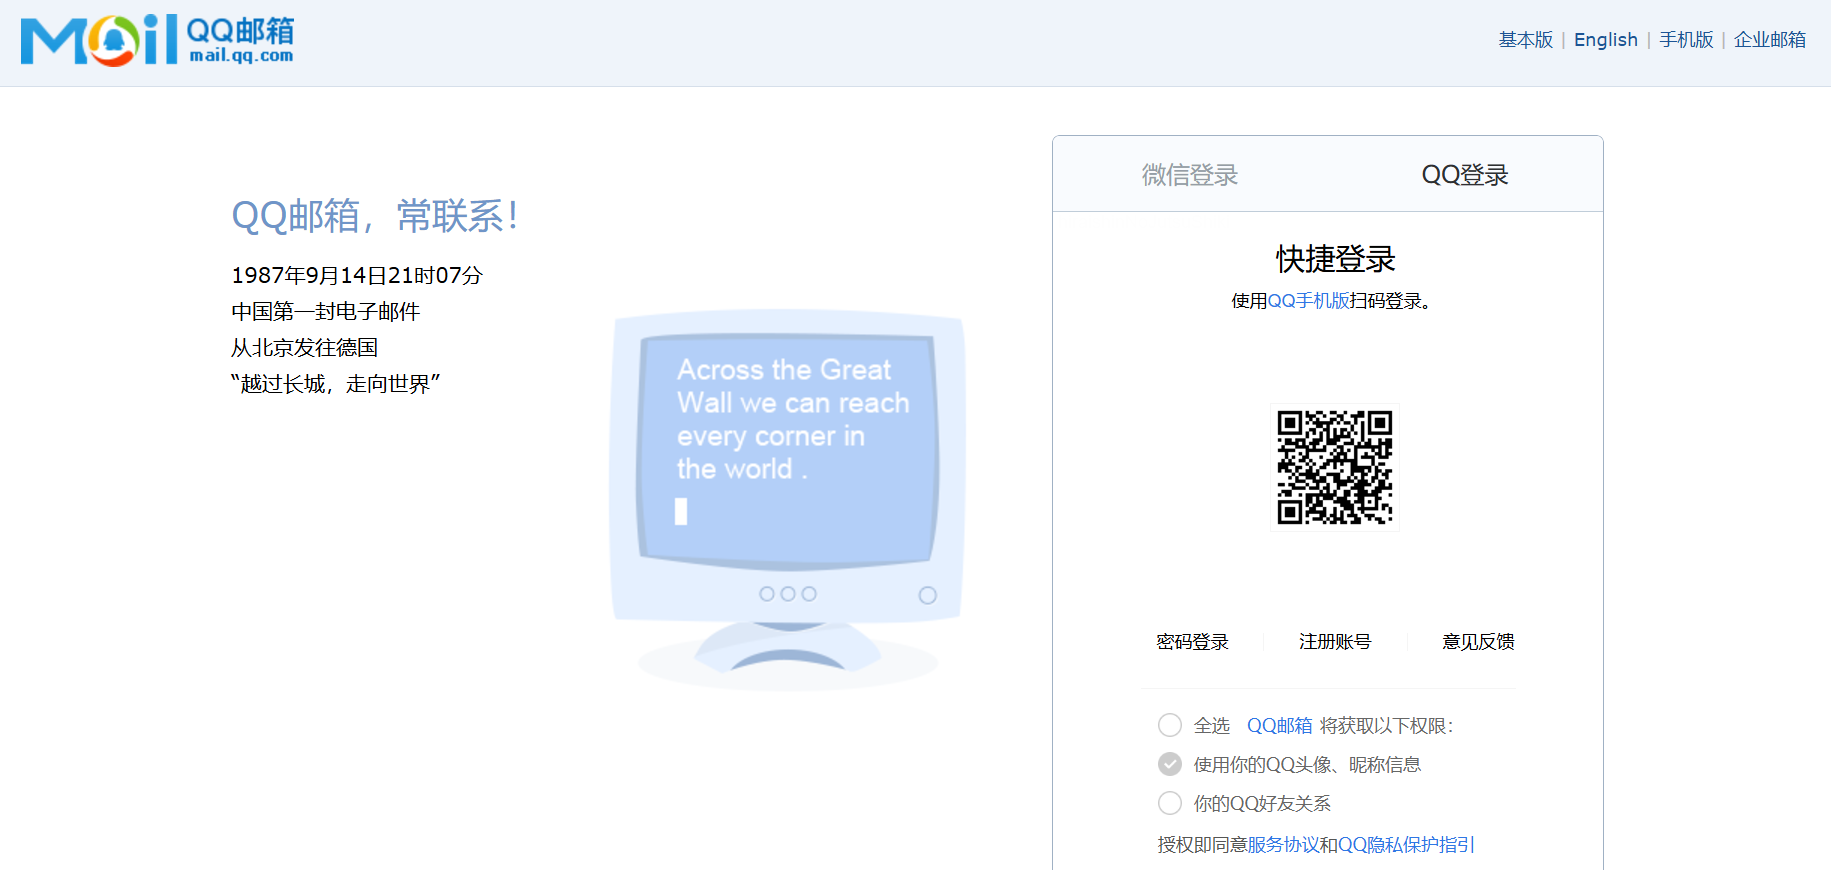 Mail QQ邮箱
mail.qq.com
基本版 | English | 手机版 | 企业邮箱
QQ邮箱，常联系！
1987年9月14日21时07分
中国第一封电子邮件
从北京发往德国
“越过长城，走向世界”
Across the Great
Wall we can reach
every corner in
the world .
微信登录 QQ登录
快捷登录
使用QQ手机版扫码登录。
密码登录 注册账号 意见反馈
全选 QQ邮箱 将获取以下权限：
使用你的QQ头像、昵称信息
你的QQ好友关系
授权即同意服务协议和QQ隐私保护指引